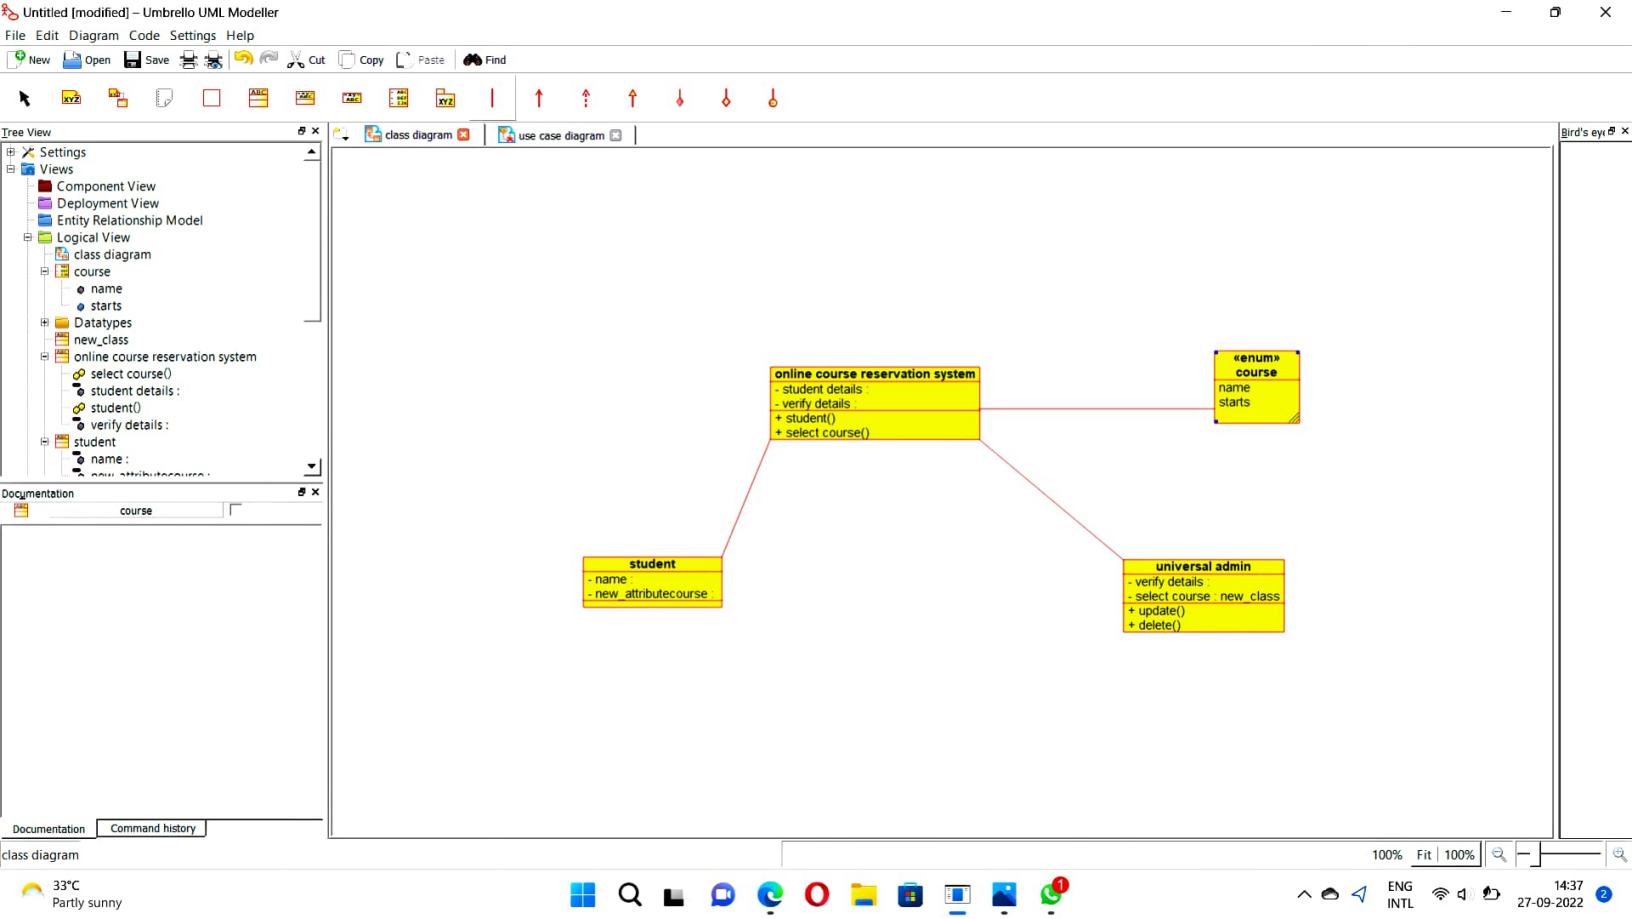 Untitled [modified] – Umbrello UML Modeller
File Edit Diagram Code Settings Help
New Open Save Cut Copy Paste Find
Tree View
class diagram
use case diagram
Bird's eye
Settings
Views
Component View
Deployment View
Entity Relationship Model
Logical View
class diagram
course
name
starts
Datatypes
new_class
online course reservation system
select course()
student details :
student()
verify details :
student
name :
new_attributecourse :
Documentation
course
Documentation
Command history
class diagram
online course reservation system
- student details :
- verify details :
+ student()
+ select course()
«enum»
course
name
starts
student
- name :
- new_attributecourse :
universal admin
- verify details :
- select course : new_class
+ update()
+ delete()
100% Fit 100%
33°C
Partly sunny
1
ENG
INTL
14:37
27-09-2022
2